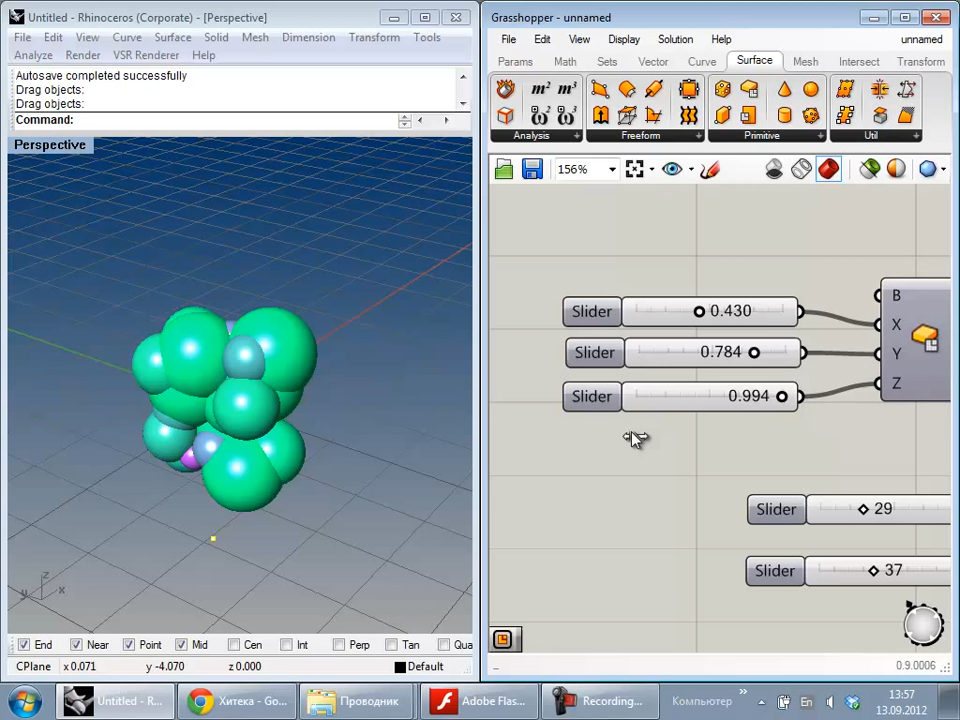 Untitled - Rhinoceros (Corporate) - [Perspective]
File Edit View Curve Surface Solid Mesh Dimension Transform Tools
Analyze Render VSR Renderer Help
Autosave completed successfully
Drag objects:
Drag objects:
Command:
Perspective
z
y x
End Near Point Mid Cen Int Perp Tan Qua
CPlane x 0.071 y -4.070 z 0.000 Default
Grasshopper - unnamed
File Edit View Display Solution Help unnamed
Params Math Sets Vector Curve Surface Mesh Intersect Transform
m² m³
Analysis Freeform Primitive Util
156%
Slider 0.430
Slider 0.784
Slider 0.994
B
X
Y
Z
Slider 29
Slider 37
0.9.0006
Untitled - R... Хитека - Go... Проводник Adobe Flas... Recording... Компьютер » En 13:57
13.09.2012